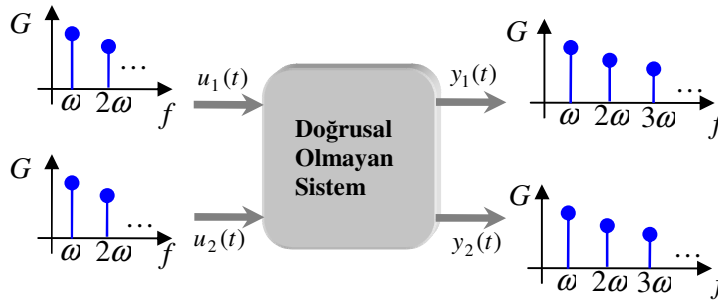 G
ω 2ω ... f
u₁(t)
Doğrusal
Olmayan
Sistem
y₁(t)
G
ω 2ω 3ω ... f
G
ω 2ω ... f
u₂(t)
y₂(t)
G
ω 2ω 3ω ... f